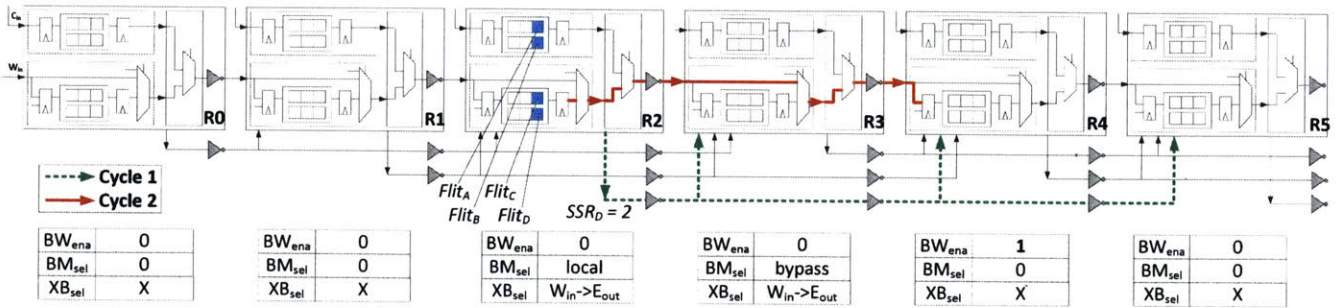 C_in
W_in
R0
R1
R2
R3
R4
R5
Cycle 1
Cycle 2
Flit_A
Flit_C
Flit_B
Flit_D
SSR_D = 2
BW_ena 0
BM_sel 0
XB_sel X
BW_ena 0
BM_sel 0
XB_sel X
BW_ena 0
BM_sel local
XB_sel W_in->E_out
BW_ena 0
BM_sel bypass
XB_sel W_in->E_out
BW_ena 1
BM_sel 0
XB_sel X
BW_ena 0
BM_sel 0
XB_sel X